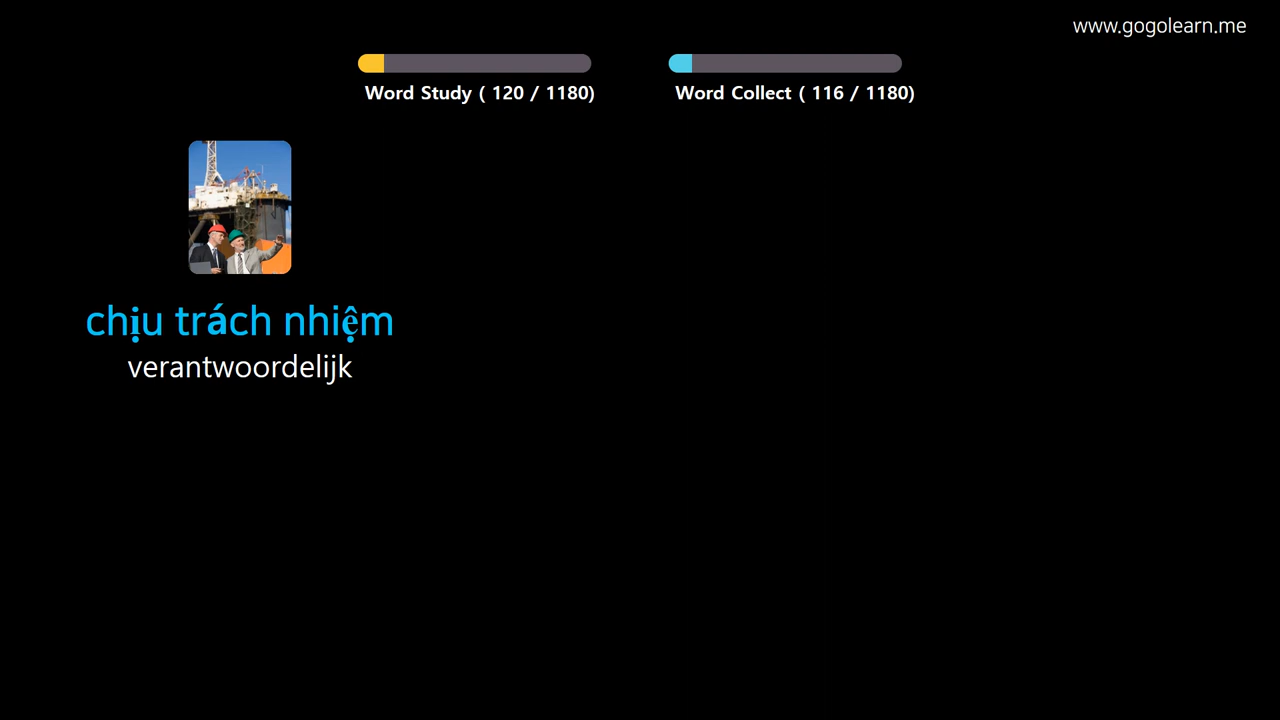 www.gogolearn.me
Word Study ( 120 / 1180)
Word Collect ( 116 / 1180)
chịu trách nhiệm
verantwoordelijk